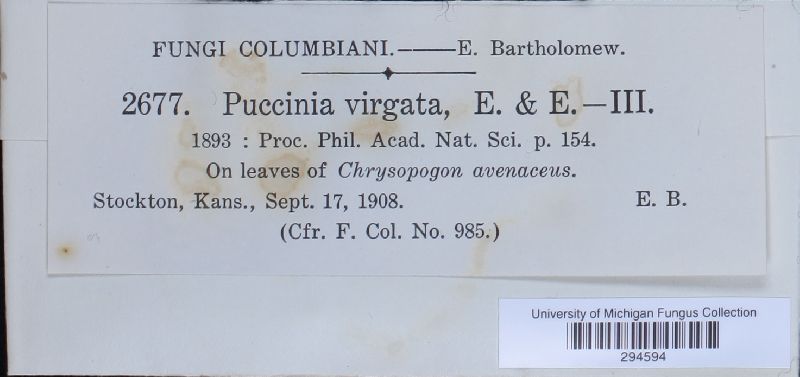 FUNGI COLUMBIANI.——E. Bartholomew.
2677. Puccinia virgata, E. & E.—III.
1893 : Proc. Phil. Acad. Nat. Sci. p. 154.
On leaves of Chrysopogon avenaceus.
Stockton, Kans., Sept. 17, 1908. E. B.
(Cfr. F. Col. No. 985.)
University of Michigan Fungus Collection
294594